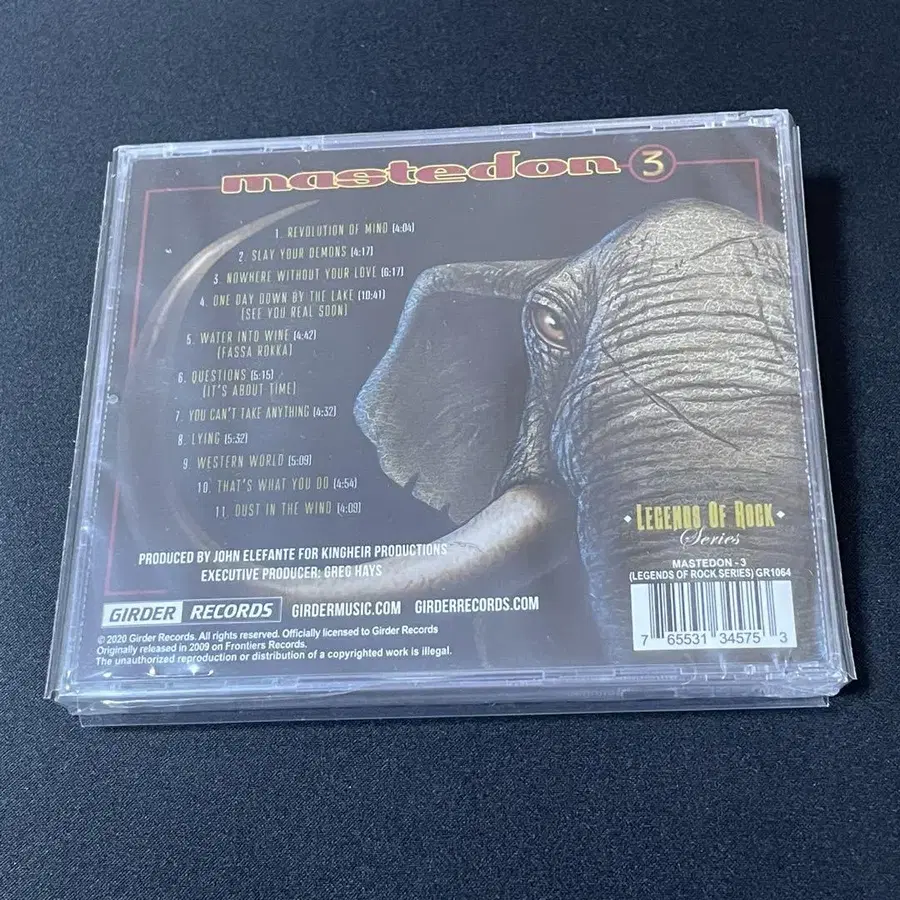 mastedon 3
1. REVOLUTION OF MIND (4:04)
2. SLAY YOUR DEMONS (4:17)
3. NOWHERE WITHOUT YOUR LOVE (6:17)
4. ONE DAY DOWN BY THE LAKE (10:41)
(SEE YOU REAL SOON)
5. WATER INTO WINE (4:42)
(FASSA ROKKA)
6. QUESTIONS (5:15)
(IT'S ABOUT TIME)
7. YOU CAN'T TAKE ANYTHING (4:32)
8. LYING (5:32)
9. WESTERN WORLD (5:09)
10. THAT'S WHAT YOU DO (4:54)
11. DUST IN THE WIND (4:09)
PRODUCED BY JOHN ELEFANTE FOR KINGHEIR PRODUCTIONS
EXECUTIVE PRODUCER: GREG HAYS
GIRDER RECORDS GIRDERMUSIC.COM GIRDERRECORDS.COM
© 2020 Girder Records. All rights reserved. Officially licensed to Girder Records
Originally released in 2009 on Frontiers Records.
The unauthorized reproduction or distribution of a copyrighted work is illegal.
LEGENDS OF ROCK
Series
MASTEDON - 3
(LEGENDS OF ROCK SERIES) GR1064
7 65531 34575 3